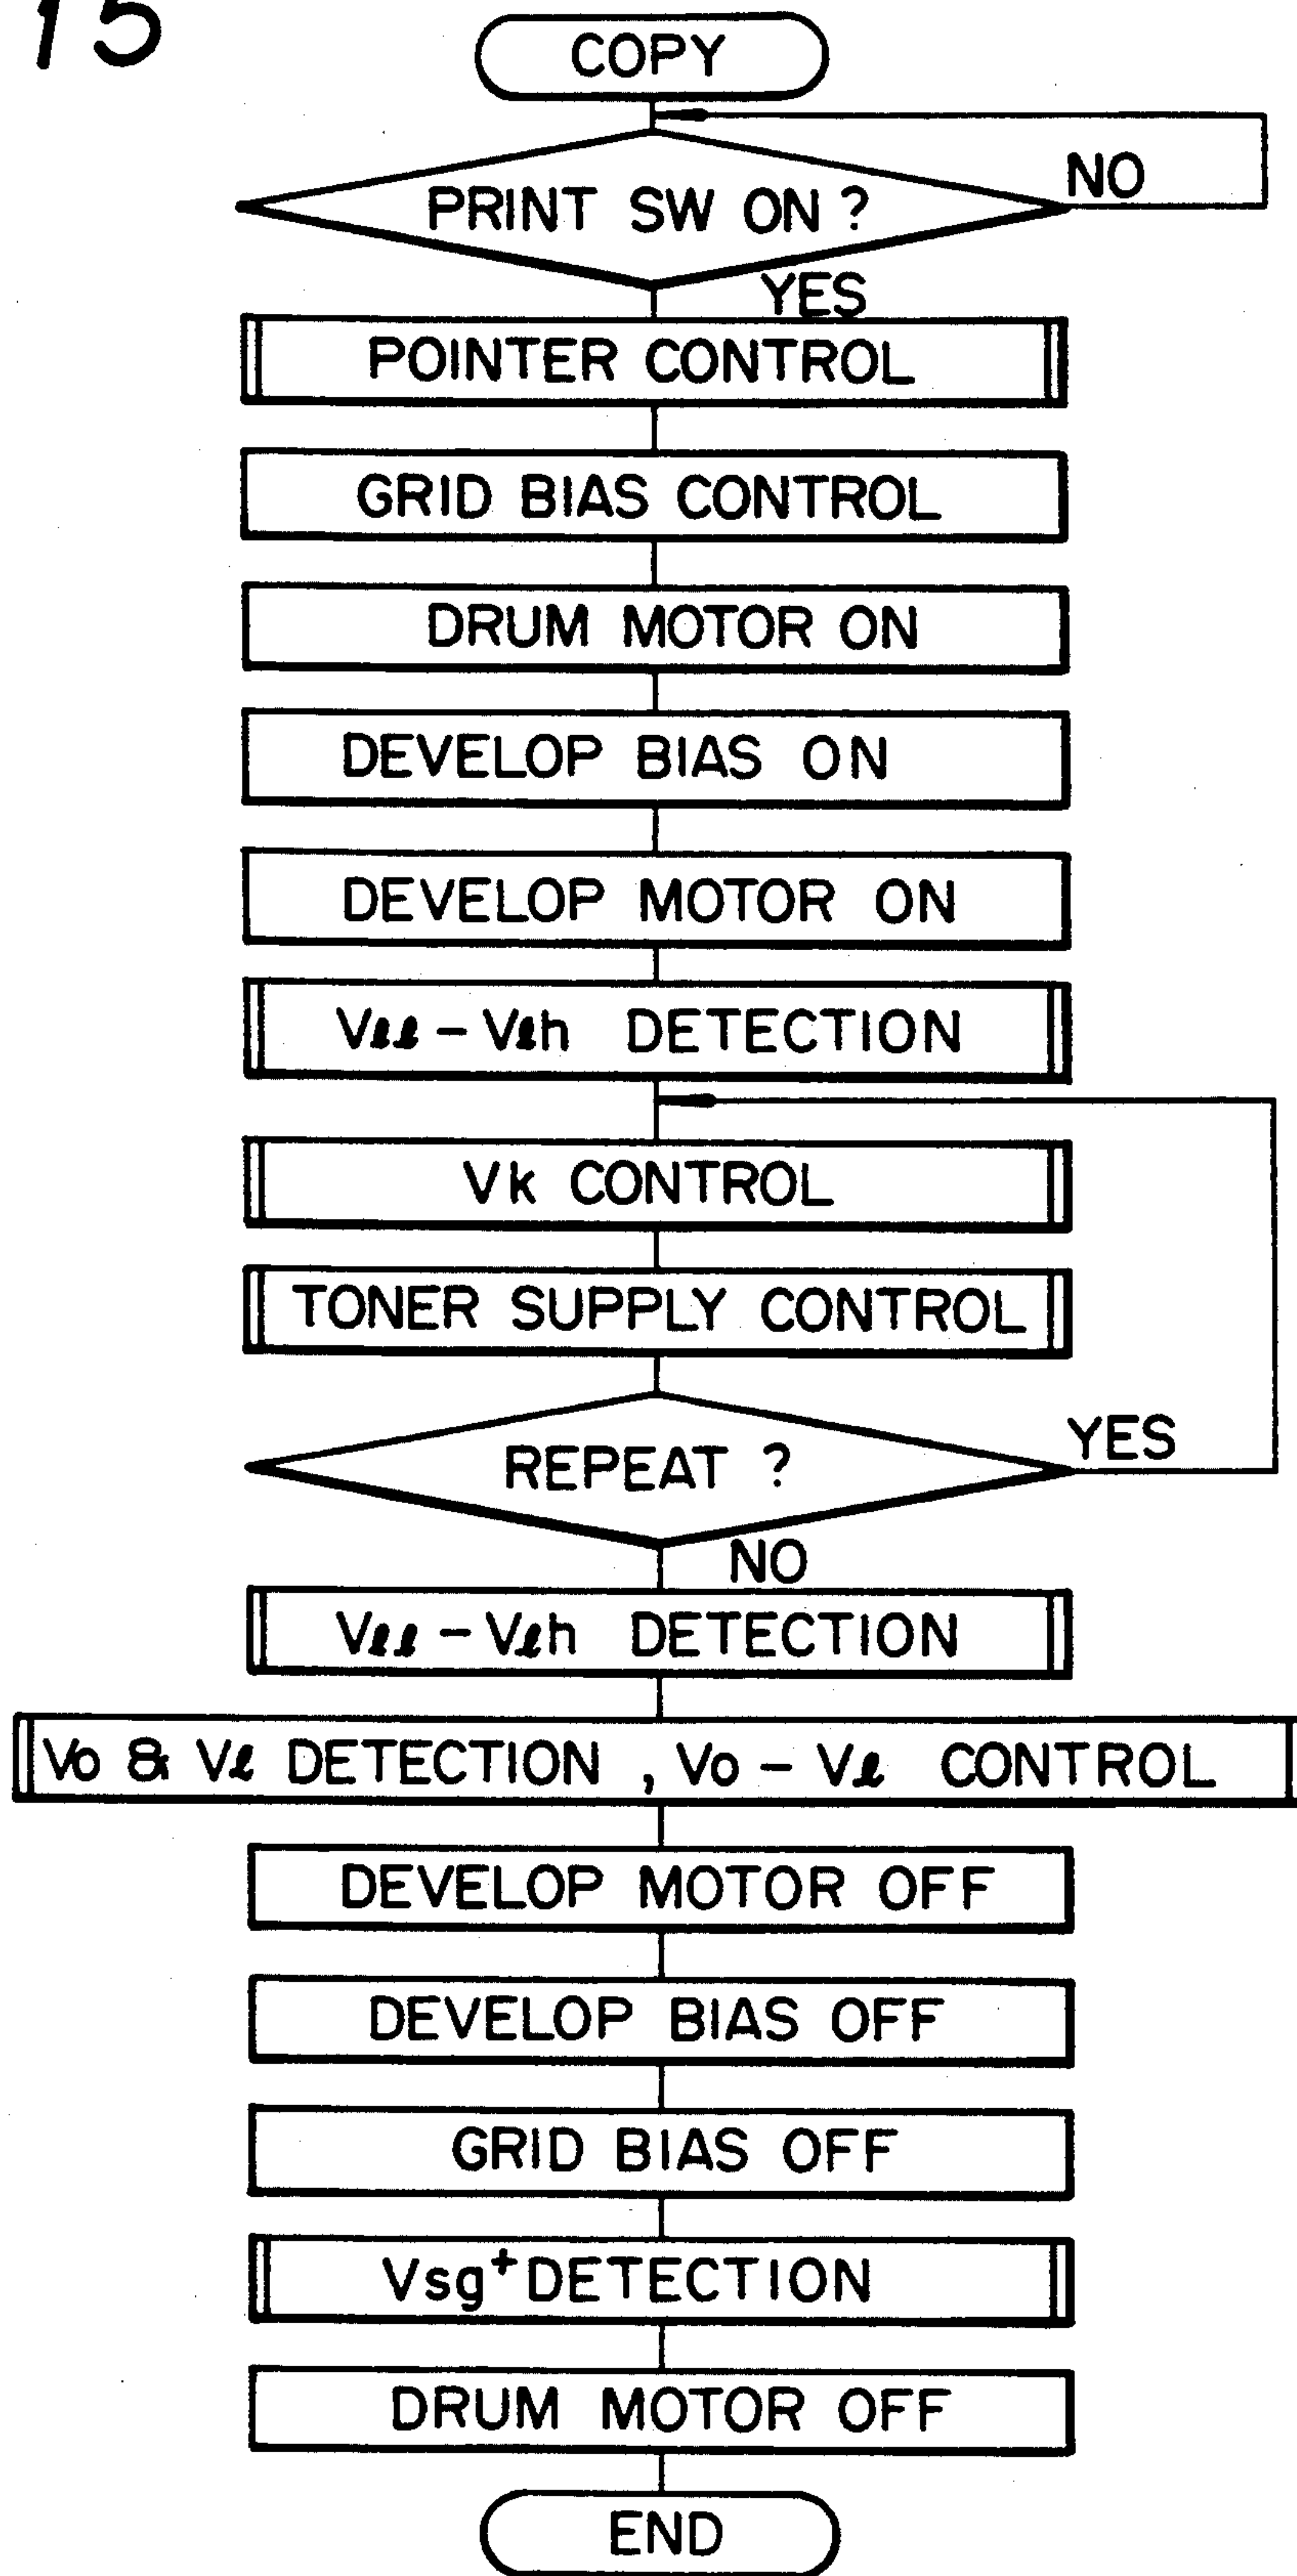 15
COPY
NO
PRINT SW ON ?
YES
POINTER CONTROL
GRID BIAS CONTROL
DRUM MOTOR ON
DEVELOP BIAS ON
DEVELOP MOTOR ON
Vℓℓ - Vℓh DETECTION
Vk CONTROL
TONER SUPPLY CONTROL
YES
REPEAT ?
NO
Vℓℓ - Vℓh DETECTION
Vo & Vℓ DETECTION , Vo - Vℓ CONTROL
DEVELOP MOTOR OFF
DEVELOP BIAS OFF
GRID BIAS OFF
Vsg⁺ DETECTION
DRUM MOTOR OFF
END